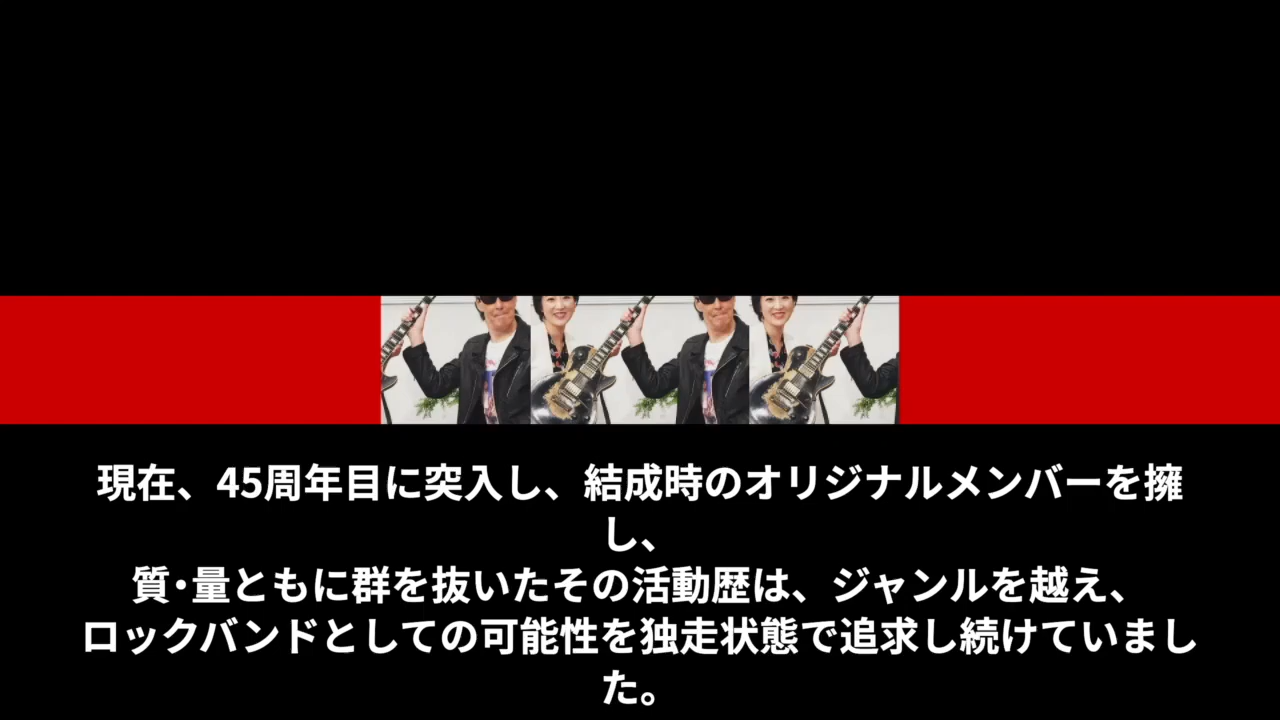 現在、45周年目に突入し、結成時のオリジナルメンバーを擁
し、
質・量ともに群を抜いたその活動歴は、ジャンルを越え、
ロックバンドとしての可能性を独走状態で追求し続けていまし
た。